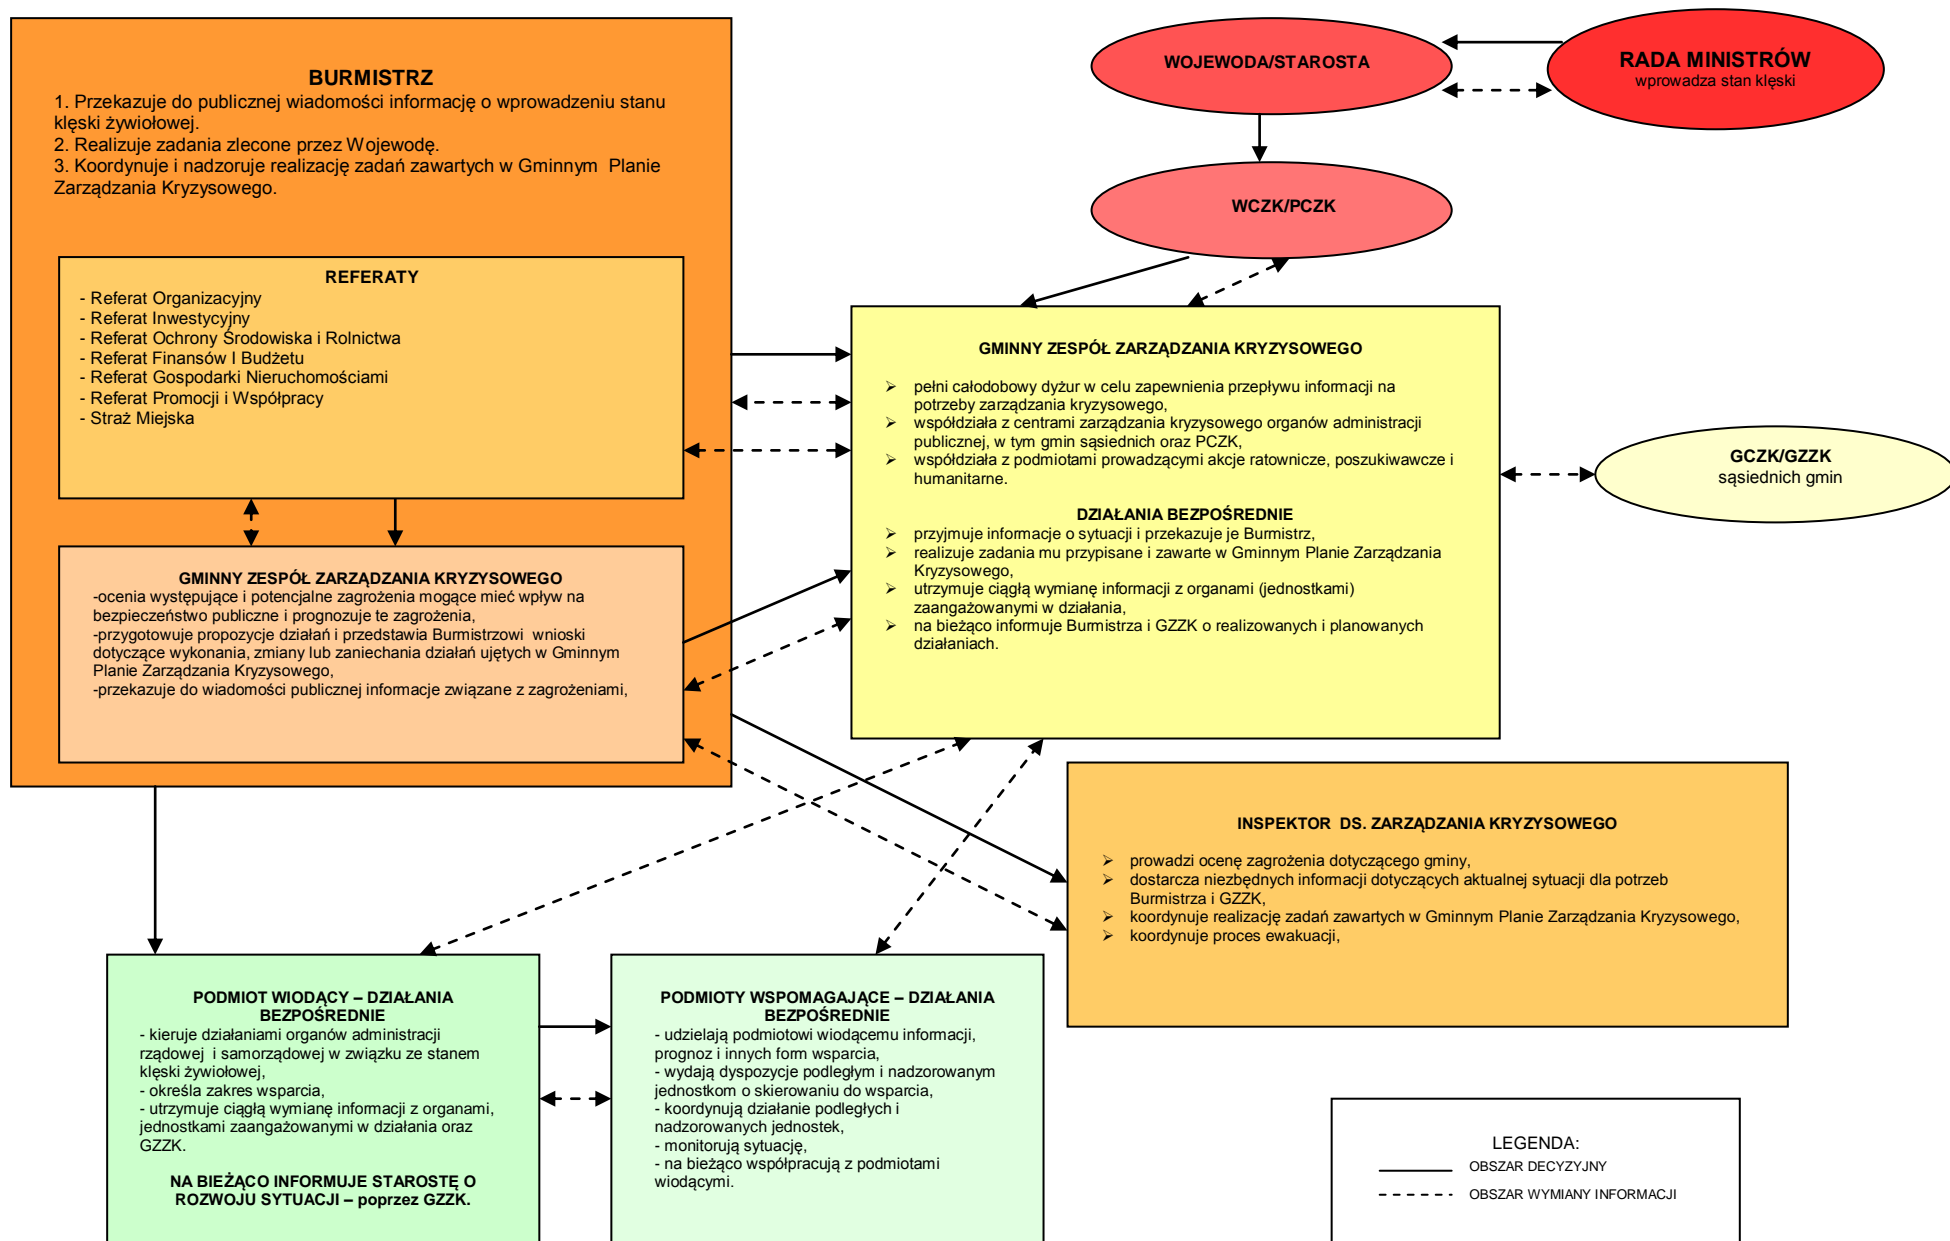 BURMISTRZ
1. Przekazuje do publicznej wiadomości informację o wprowadzeniu stanu
klęski żywiołowej.
2. Realizuje zadania zlecone przez Wojewodę.
3. Koordynuje i nadzoruje realizację zadań zawartych w Gminnym Planie
Zarządzania Kryzysowego.
REFERATY
- Referat Organizacyjny
- Referat Inwestycyjny
- Referat Ochrony Środowiska i Rolnictwa
- Referat Finansów I Budżetu
- Referat Gospodarki Nieruchomościami
- Referat Promocji i Współpracy
- Straż Miejska
GMINNY ZESPÓŁ ZARZĄDZANIA KRYZYSOWEGO
-ocenia występujące i potencjalne zagrożenia mogące mieć wpływ na
bezpieczeństwo publiczne i prognozuje te zagrożenia,
-przygotowuje propozycje działań i przedstawia Burmistrzowi wnioski
dotyczące wykonania, zmiany lub zaniechania działań ujętych w Gminnym
Planie Zarządzania Kryzysowego,
-przekazuje do wiadomości publicznej informacje związane z zagrożeniami,
WOJEWODA/STAROSTA
RADA MINISTRÓW
wprowadza stan klęski
WCZK/PCZK
GMINNY ZESPÓŁ ZARZĄDZANIA KRYZYSOWEGO
➢ pełni całodobowy dyżur w celu zapewnienia przepływu informacji na
potrzeby zarządzania kryzysowego,
➢ współdziała z centrami zarządzania kryzysowego organów administracji
publicznej, w tym gmin sąsiednich oraz PCZK,
➢ współdziała z podmiotami prowadzącymi akcje ratownicze, poszukiwawcze i
humanitarne.
DZIAŁANIA BEZPOŚREDNIE
➢ przyjmuje informacje o sytuacji i przekazuje je Burmistrz,
➢ realizuje zadania mu przypisane i zawarte w Gminnym Planie Zarządzania
Kryzysowego,
➢ utrzymuje ciągłą wymianę informacji z organami (jednostkami)
zaangażowanymi w działania,
➢ na bieżąco informuje Burmistrza i GZZK o realizowanych i planowanych
działaniach.
GCZK/GZZK
sąsiednich gmin
INSPEKTOR DS. ZARZĄDZANIA KRYZYSOWEGO
➢ prowadzi ocenę zagrożenia dotyczącego gminy,
➢ dostarcza niezbędnych informacji dotyczących aktualnej sytuacji dla potrzeb
Burmistrza i GZZK,
➢ koordynuje realizację zadań zawartych w Gminnym Planie Zarządzania Kryzysowego,
➢ koordynuje proces ewakuacji,
PODMIOT WIODĄCY – DZIAŁANIA
BEZPOŚREDNIE
- kieruje działaniami organów administracji
rządowej i samorządowej w związku ze stanem
klęski żywiołowej,
- określa zakres wsparcia,
- utrzymuje ciągłą wymianę informacji z organami,
jednostkami zaangażowanymi w działania oraz
GZZK.
NA BIEŻĄCO INFORMUJE STAROSTĘ O
ROZWOJU SYTUACJI – poprzez GZZK.
PODMIOTY WSPOMAGAJĄCE – DZIAŁANIA
BEZPOŚREDNIE
- udzielają podmiotowi wiodącemu informacji,
prognoz i innych form wsparcia,
- wydają dyspozycje podległym i nadzorowanym
jednostkom o skierowaniu do wsparcia,
- koordynują działanie podległych i
nadzorowanych jednostek,
- monitorują sytuację,
- na bieżąco współpracują z podmiotami
wiodącymi.
LEGENDA:
OBSZAR DECYZYJNY
OBSZAR WYMIANY INFORMACJI